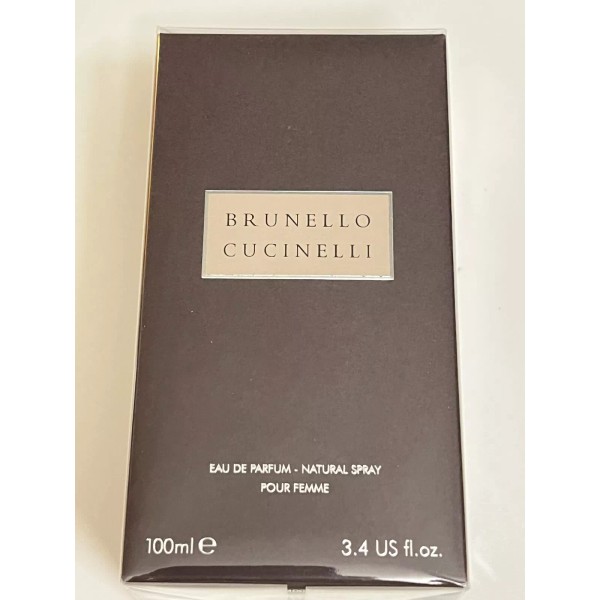 BRUNELLO
CUCINELLI
EAU DE PARFUM - NATURAL SPRAY
POUR FEMME
100ml ℮ 3.4 US fl.oz.